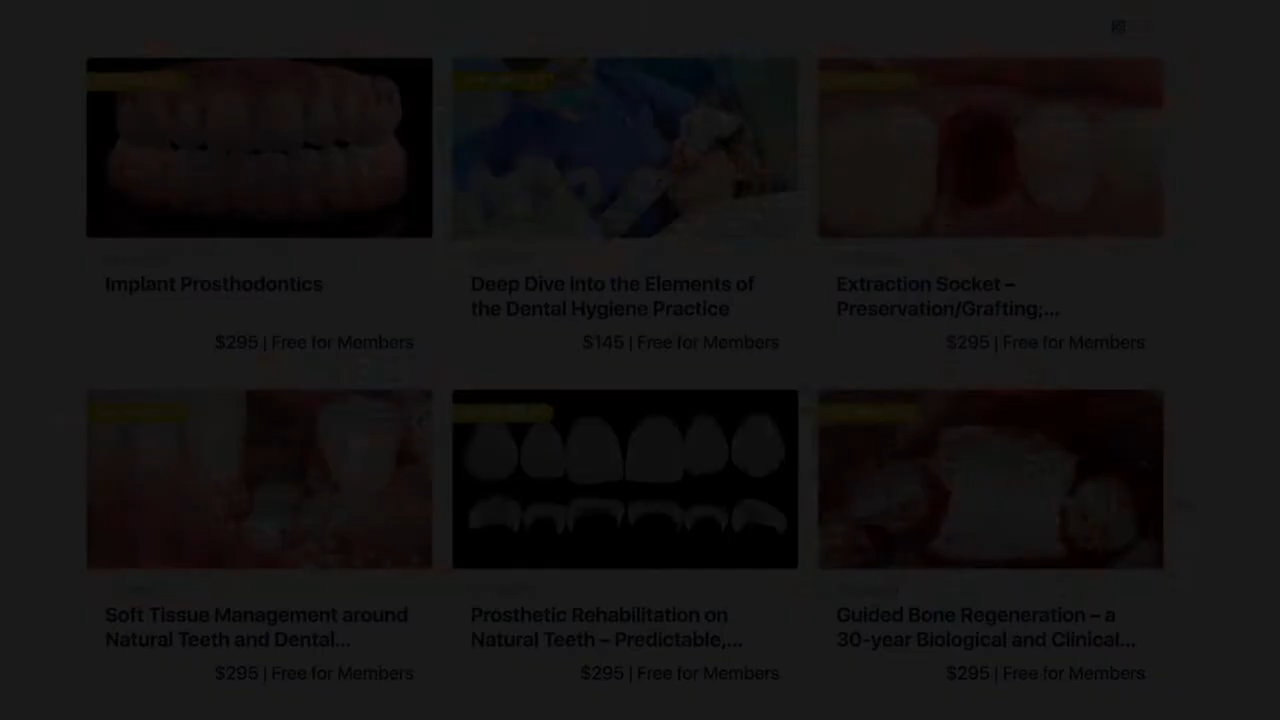 Implant Prosthodontics
$295 | Free for Members
Deep Dive into the Elements of
the Dental Hygiene Practice
$145 | Free for Members
Extraction Socket –
Preservation/Grafting;...
$295 | Free for Members
Soft Tissue Management around
Natural Teeth and Dental...
$295 | Free for Members
Prosthetic Rehabilitation on
Natural Teeth – Predictable,...
$295 | Free for Members
Guided Bone Regeneration – a
30-year Biological and Clinical...
$295 | Free for Members